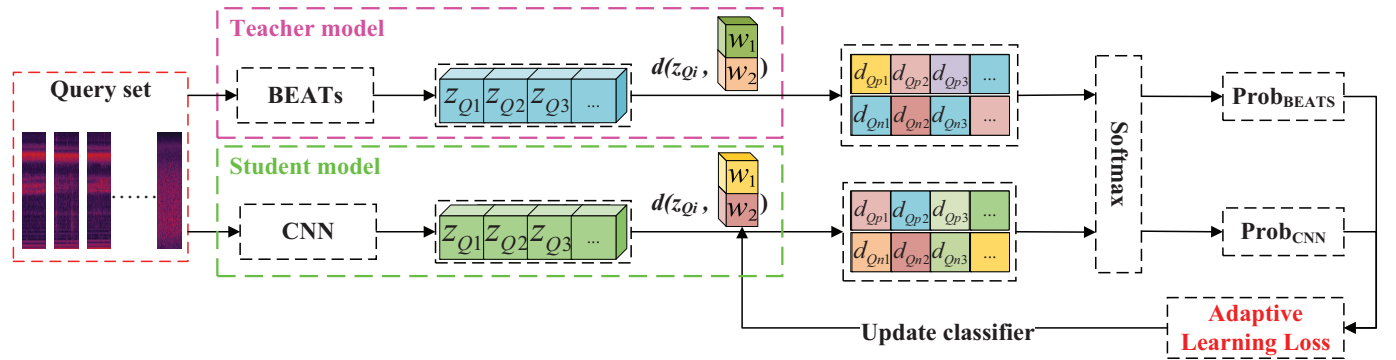 Teacher model
Query set
BEATs
z_Q1 z_Q2 z_Q3 ...
d(z_Qi , w_1 w_2 )
d_Qp1 d_Qp2 d_Qp3 ...
d_Qn1 d_Qn2 d_Qn3 ...
Softmax
Prob_BEATS
Student model
CNN
z_Q1 z_Q2 z_Q3 ...
d(z_Qi , w_1 w_2 )
d_Qp1 d_Qp2 d_Qp3 ...
d_Qn1 d_Qn2 d_Qn3 ...
Prob_CNN
Update classifier
Adaptive
Learning Loss